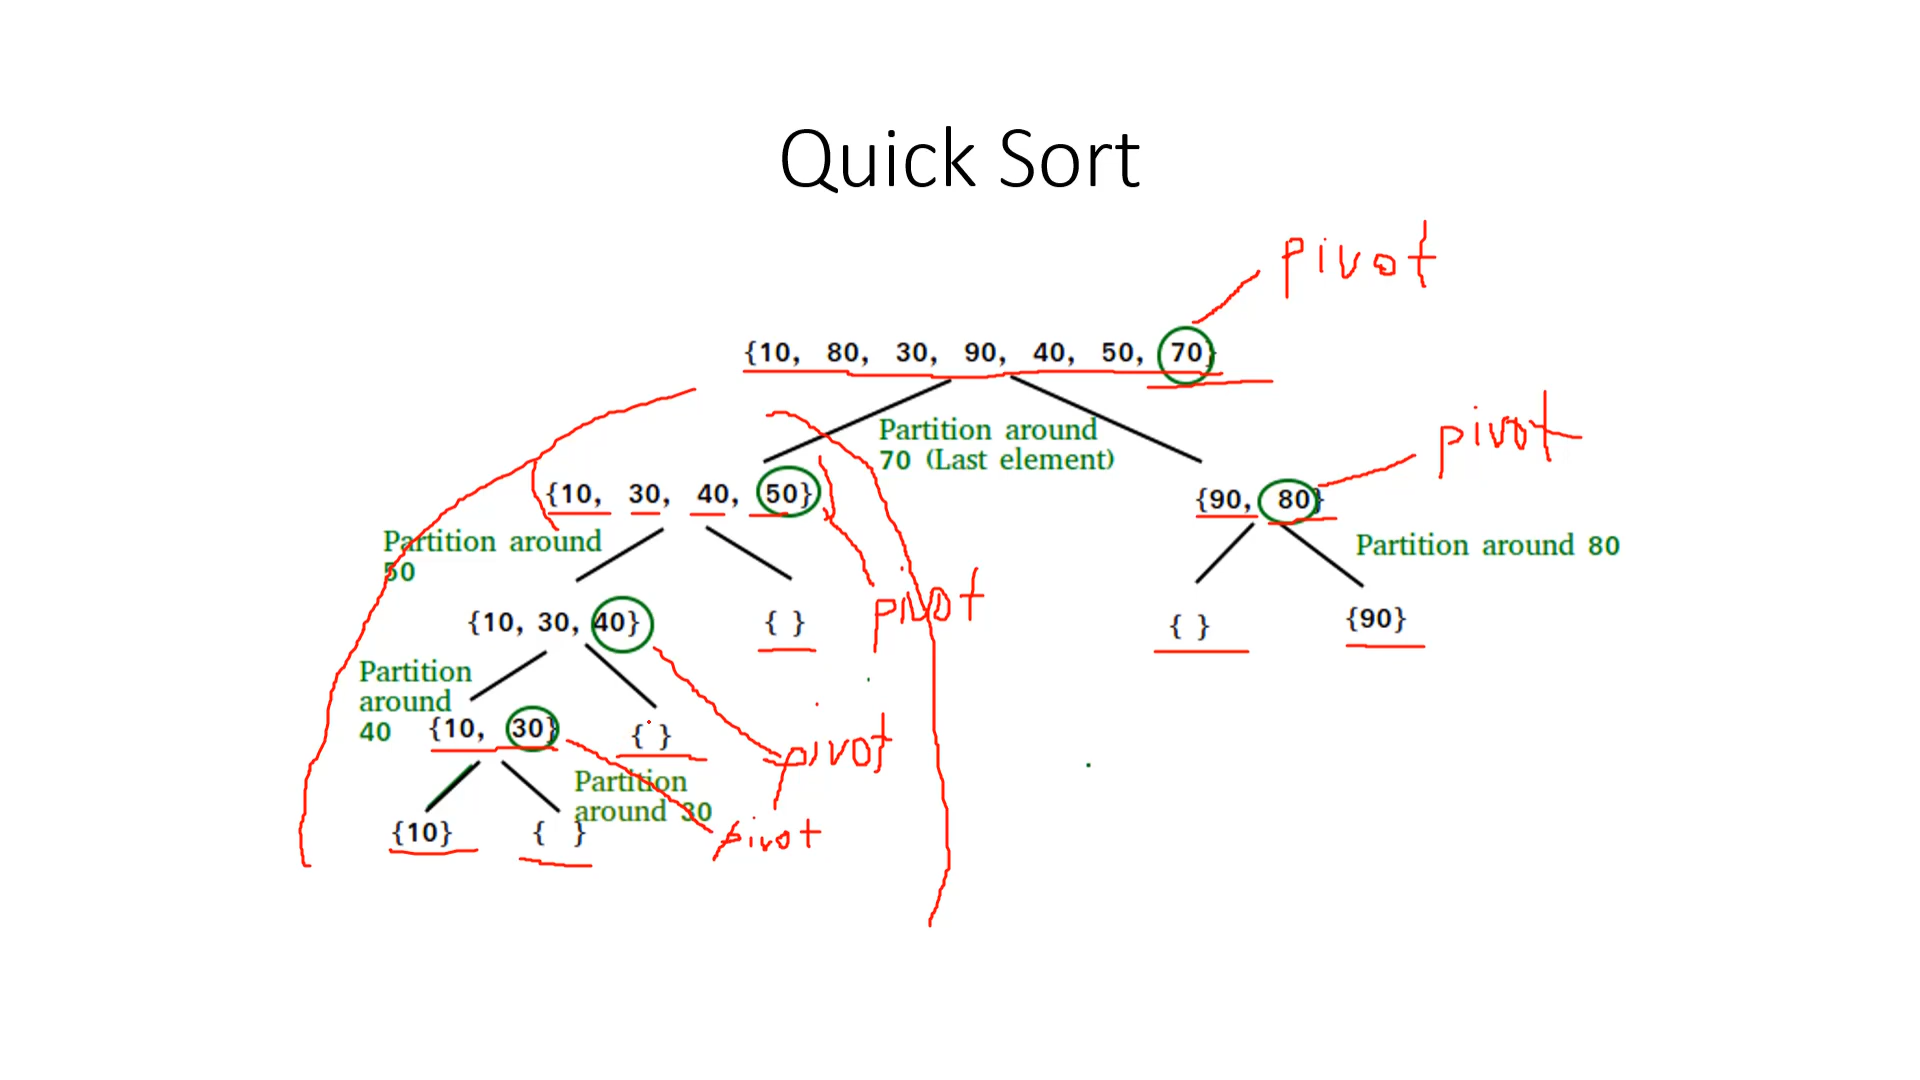 Quick Sort
pivot
{10, 80, 30, 90, 40, 50, 70}
Partition around
70 (Last element)
pivot
{10, 30, 40, 50}
{90, 80}
Partition around
50
Partition around 80
pivot
{10, 30, 40}
{ }
{ }
{90}
Partition
around
40
{10, 30}
{ }
pivot
Partition
around 30
{10}
{ }
pivot